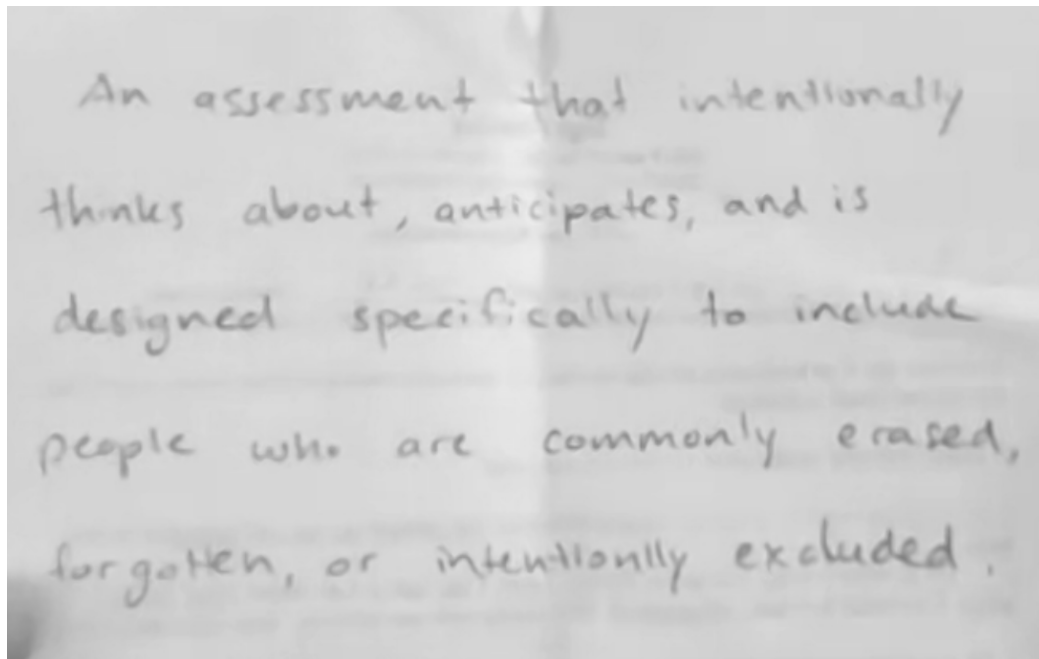 An assessment that intentionally
thinks about, anticipates, and is
designed specifically to include
people who are commonly erased,
forgotten, or intentionlly excluded.